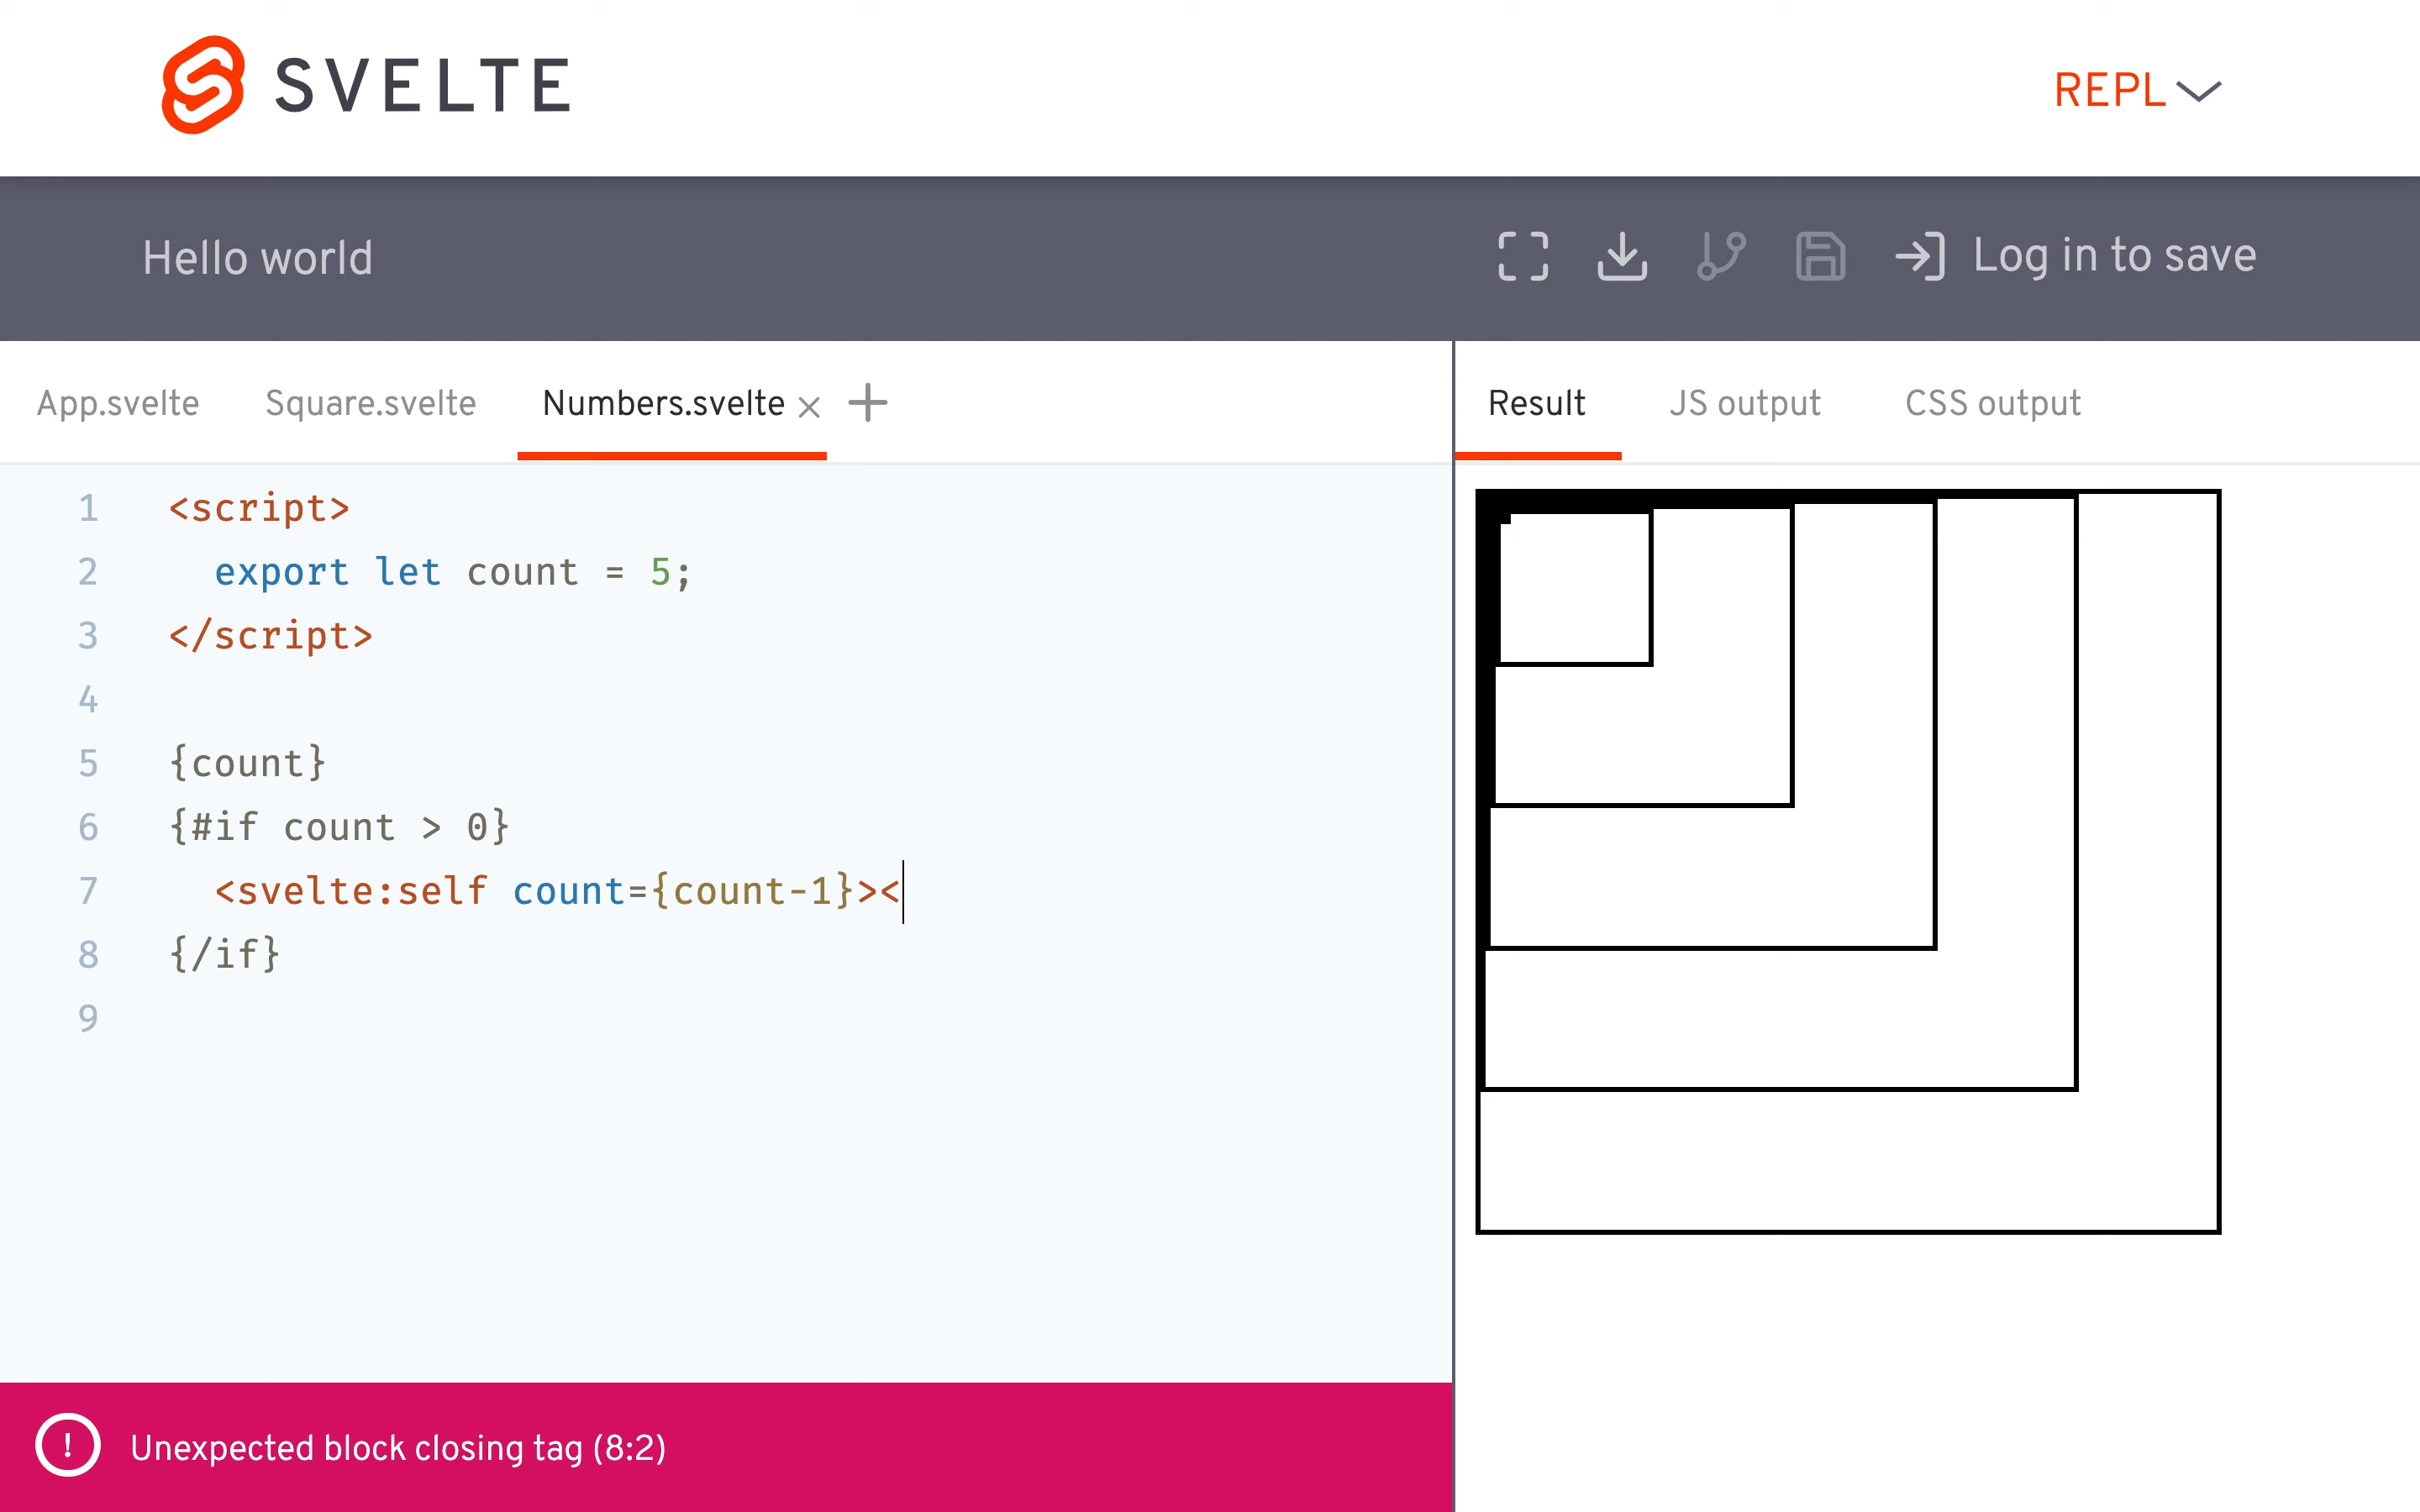 SVELTE
REPL
Hello world
Log in to save
App.svelte Square.svelte Numbers.svelte
Result JS output CSS output
1 <script>
2   export let count = 5;
3 </script>
4
5 {count}
6 {#if count > 0}
7   <svelte:self count={count-1}><
8 {/if}
9
! Unexpected block closing tag (8:2)